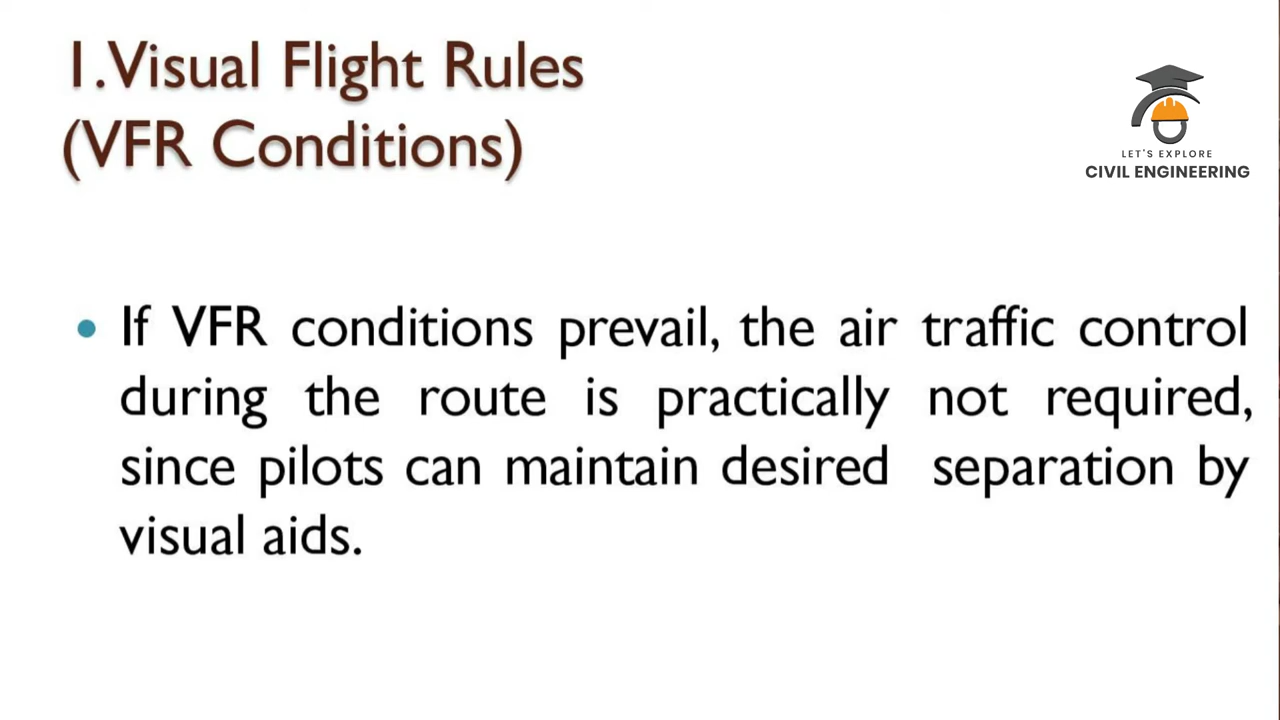 1. Visual Flight Rules
(VFR Conditions)
LET'S EXPLORE
CIVIL ENGINEERING
• If VFR conditions prevail, the air traffic control
during the route is practically not required,
since pilots can maintain desired separation by
visual aids.